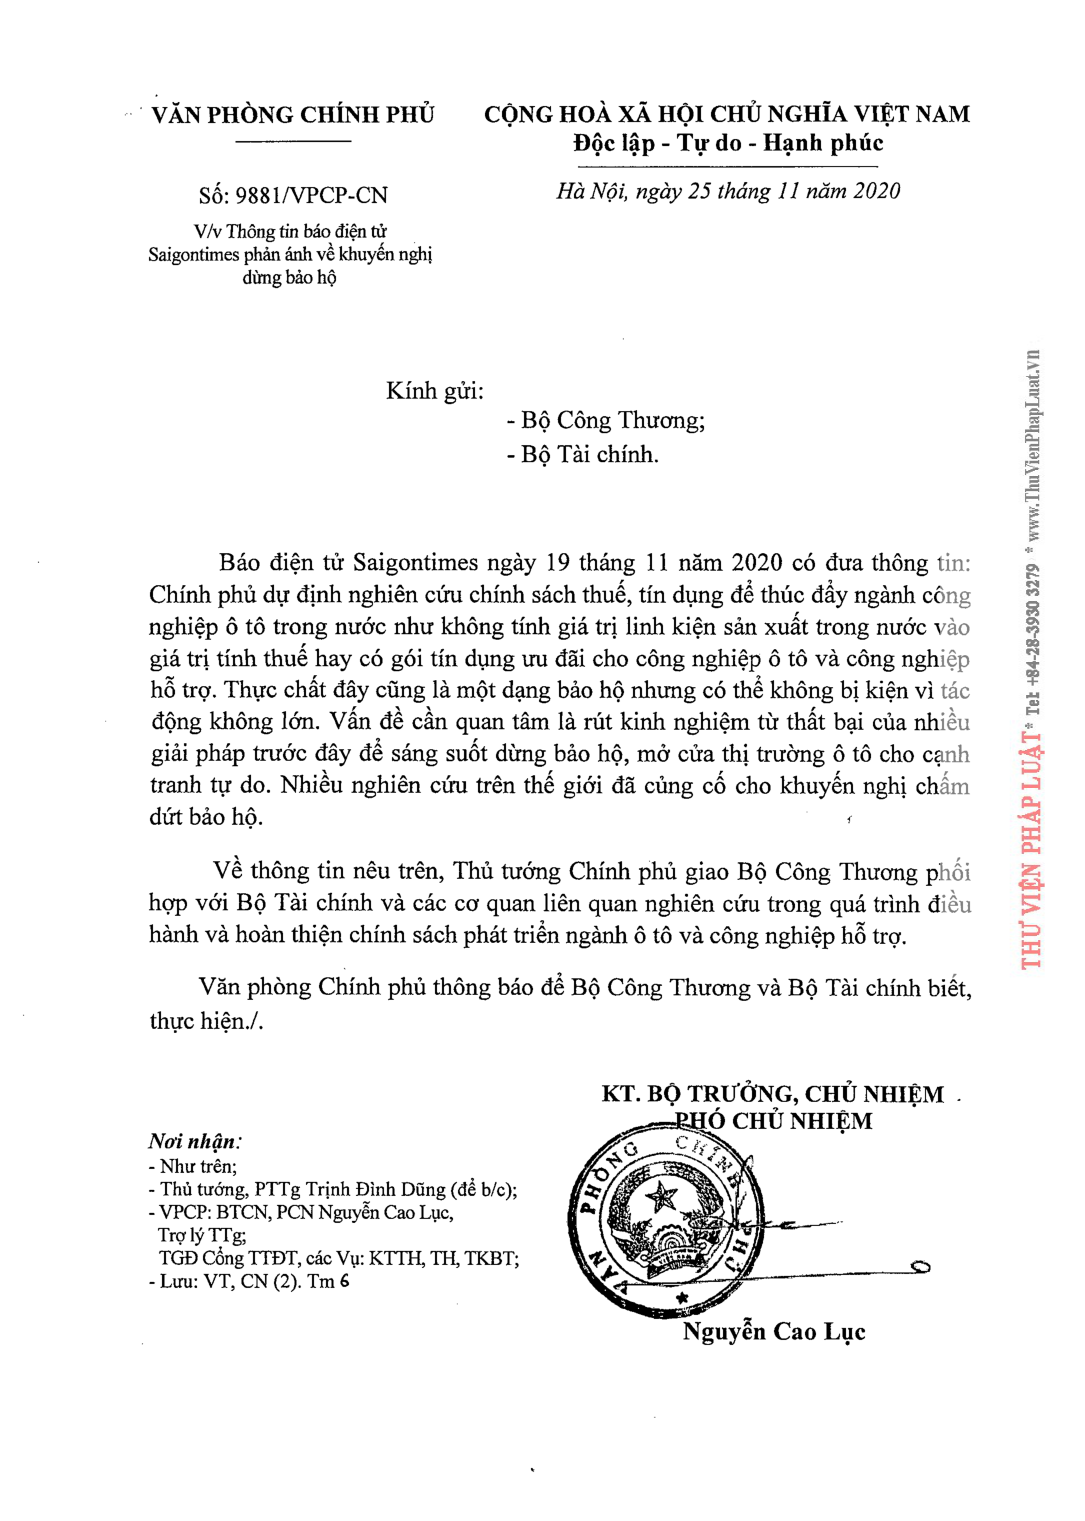 VĂN PHÒNG CHÍNH PHỦ
CỘNG HOÀ XÃ HỘI CHỦ NGHĨA VIỆT NAM
Độc lập - Tự do - Hạnh phúc
Số: 9881/VPCP-CN
Hà Nội, ngày 25 tháng 11 năm 2020
V/v Thông tin báo điện tử
Saigontimes phản ánh về khuyến nghị
dừng bảo hộ
Kính gửi:
- Bộ Công Thương;
- Bộ Tài chính.
Báo điện tử Saigontimes ngày 19 tháng 11 năm 2020 có đưa thông tin:
Chính phủ dự định nghiên cứu chính sách thuế, tín dụng để thúc đẩy ngành công
nghiệp ô tô trong nước như không tính giá trị linh kiện sản xuất trong nước vào
giá trị tính thuế hay có gói tín dụng ưu đãi cho công nghiệp ô tô và công nghiệp
hỗ trợ. Thực chất đây cũng là một dạng bảo hộ nhưng có thể không bị kiện vì tác
động không lớn. Vấn đề cần quan tâm là rút kinh nghiệm từ thất bại của nhiều
giải pháp trước đây để sáng suốt dừng bảo hộ, mở cửa thị trường ô tô cho cạnh
tranh tự do. Nhiều nghiên cứu trên thế giới đã củng cố cho khuyến nghị chấm
dứt bảo hộ.
Về thông tin nêu trên, Thủ tướng Chính phủ giao Bộ Công Thương phối
hợp với Bộ Tài chính và các cơ quan liên quan nghiên cứu trong quá trình điều
hành và hoàn thiện chính sách phát triển ngành ô tô và công nghiệp hỗ trợ.
Văn phòng Chính phủ thông báo để Bộ Công Thương và Bộ Tài chính biết,
thực hiện./.
KT. BỘ TRƯỞNG, CHỦ NHIỆM
PHÓ CHỦ NHIỆM
Nơi nhận:
- Như trên;
- Thủ tướng, PTTg Trịnh Đình Dũng (để b/c);
- VPCP: BTCN, PCN Nguyễn Cao Lục,
Trợ lý TTg;
TGĐ Cổng TTĐT, các Vụ: KTTH, TH, TKBT;
- Lưu: VT, CN (2). Tm 6
VĂN PHÒNG CHÍNH PHỦ
VIỆT NAM
Nguyễn Cao Lục
THƯ VIỆN PHÁP LUẬT * Tel: +84-28-3930 3279 * www.ThuVienPhapLuat.vn